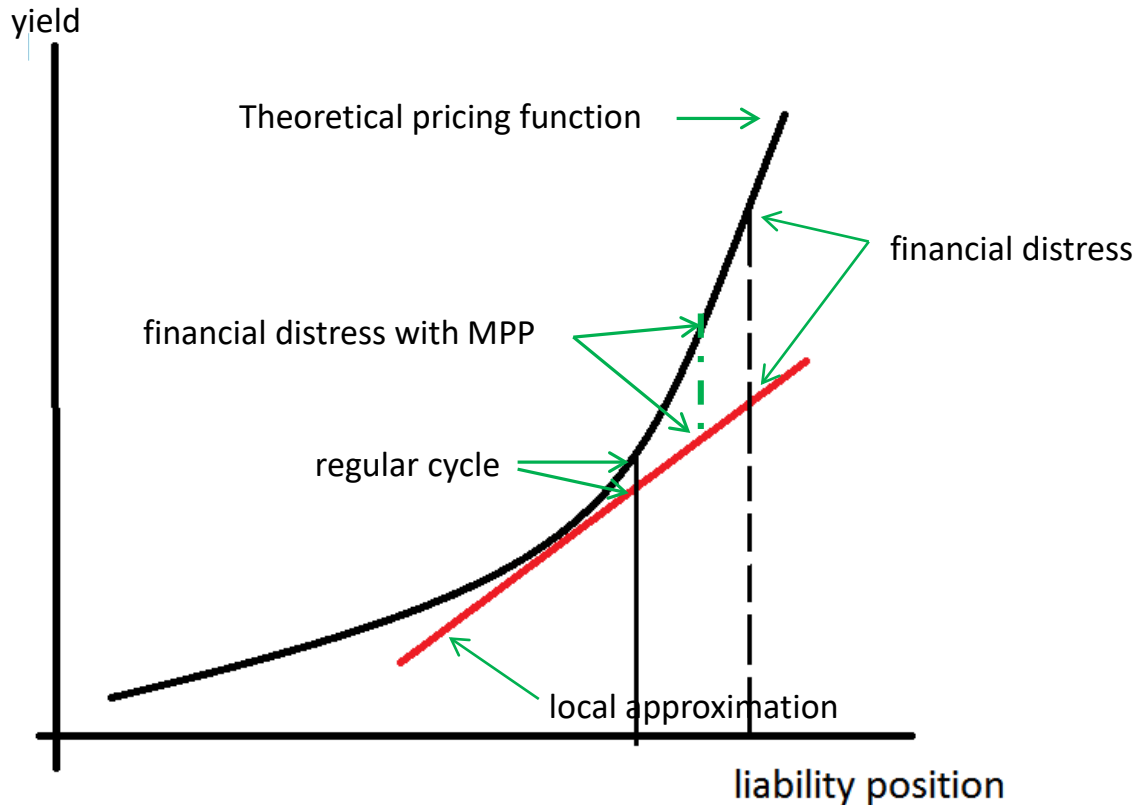 yield
Theoretical pricing function
financial distress
financial distress with MPP
regular cycle
local approximation
liability position